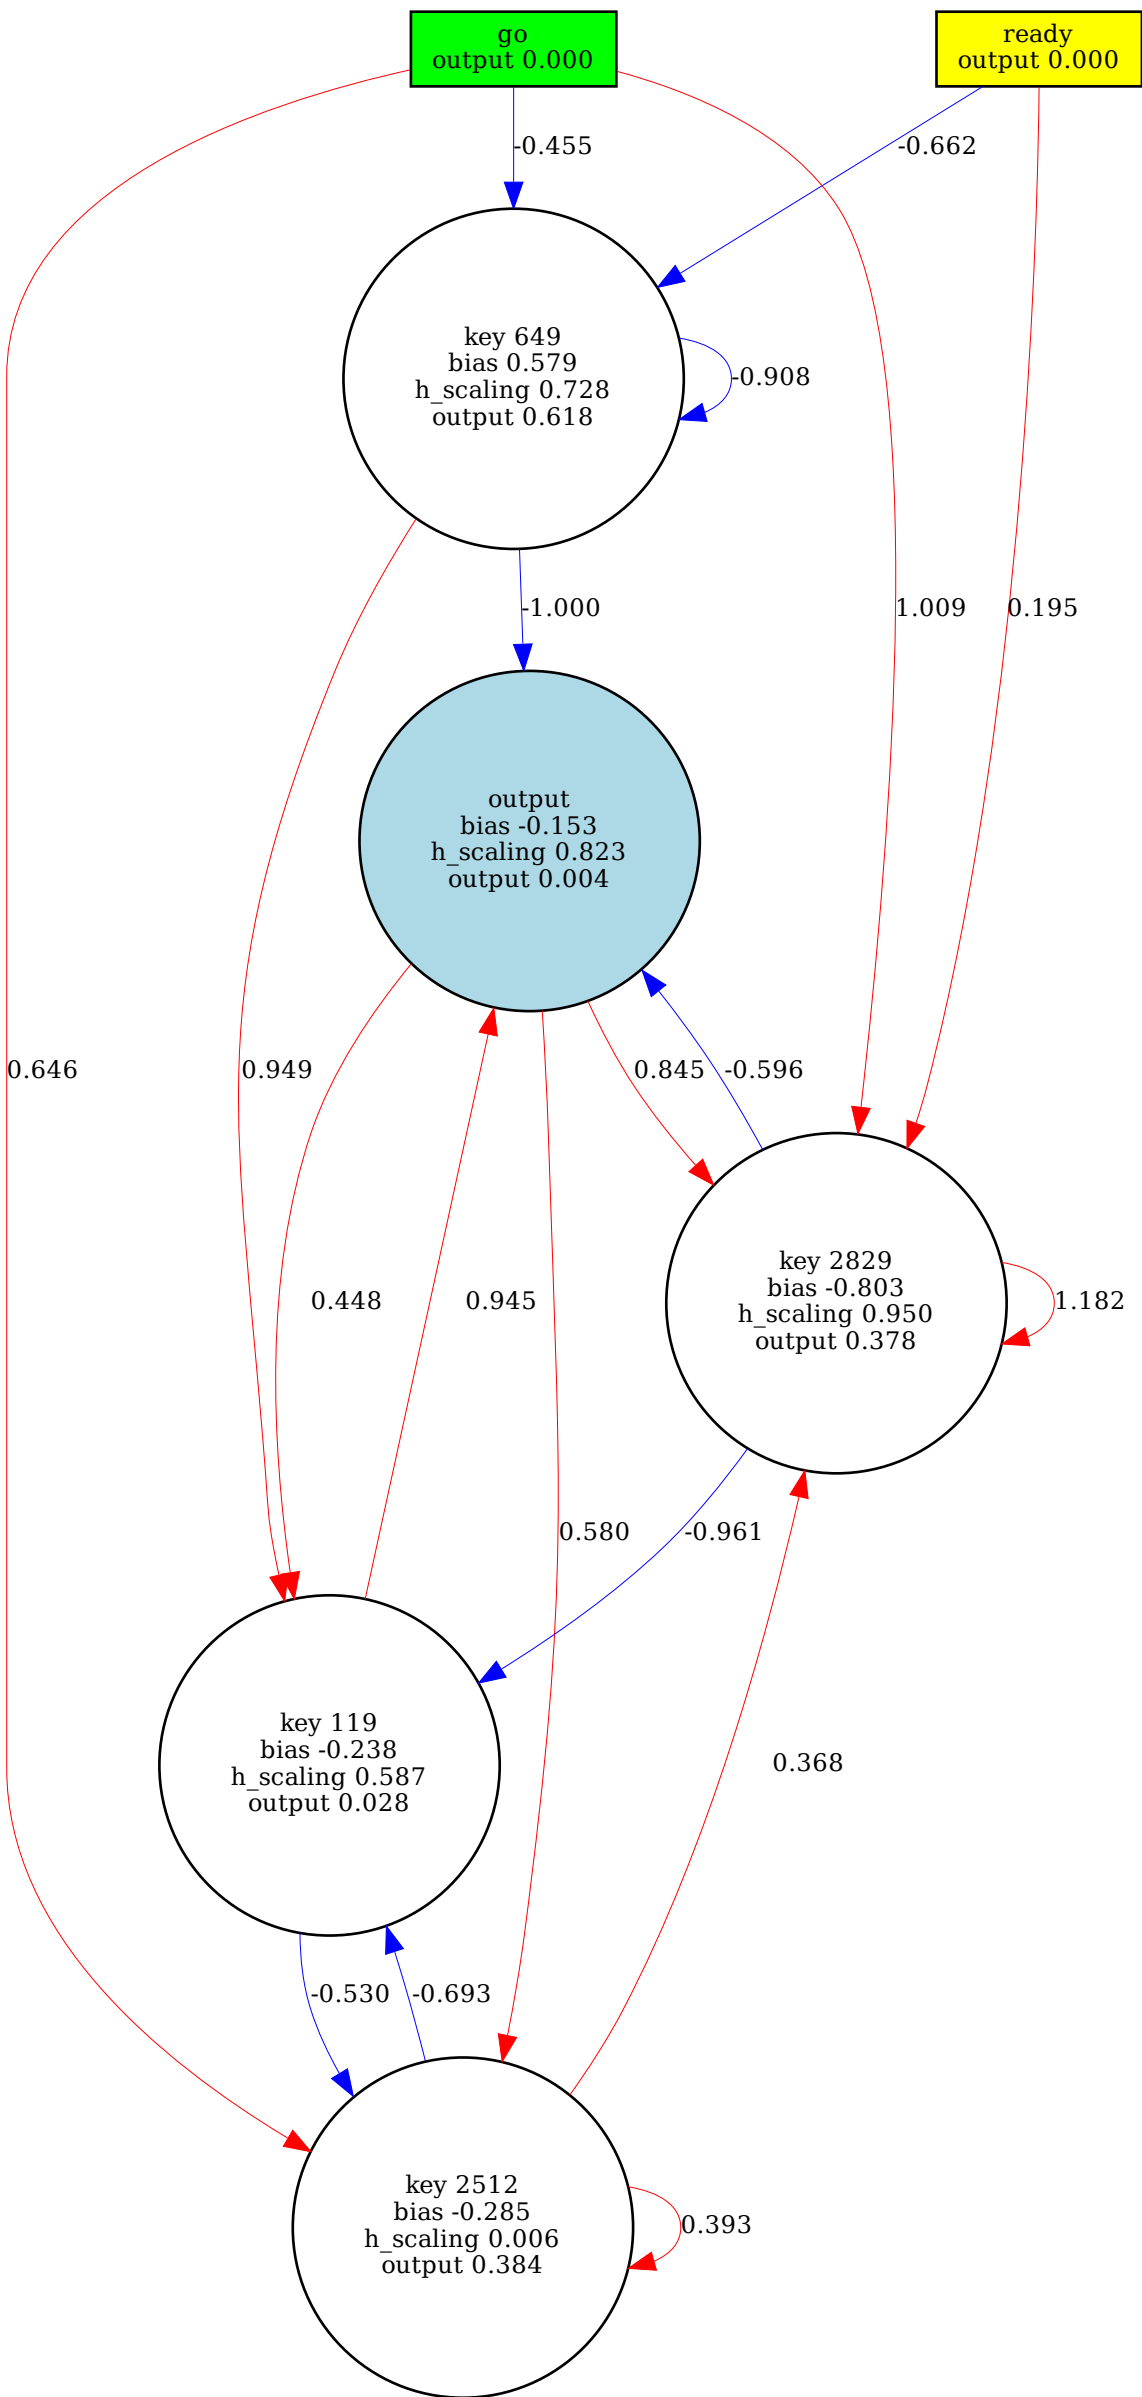 go
output 0.000
ready
output 0.000
-0.455
-0.662
key 649
bias 0.579
h_scaling 0.728
output 0.618
-0.908
-1.000
1.009
0.195
output
bias -0.153
h_scaling 0.823
output 0.004
0.646
0.949
0.845
-0.596
key 2829
bias -0.803
h_scaling 0.950
output 0.378
1.182
0.448
0.945
0.580
-0.961
key 119
bias -0.238
h_scaling 0.587
output 0.028
0.368
-0.530
-0.693
key 2512
bias -0.285
h_scaling 0.006
output 0.384
0.393